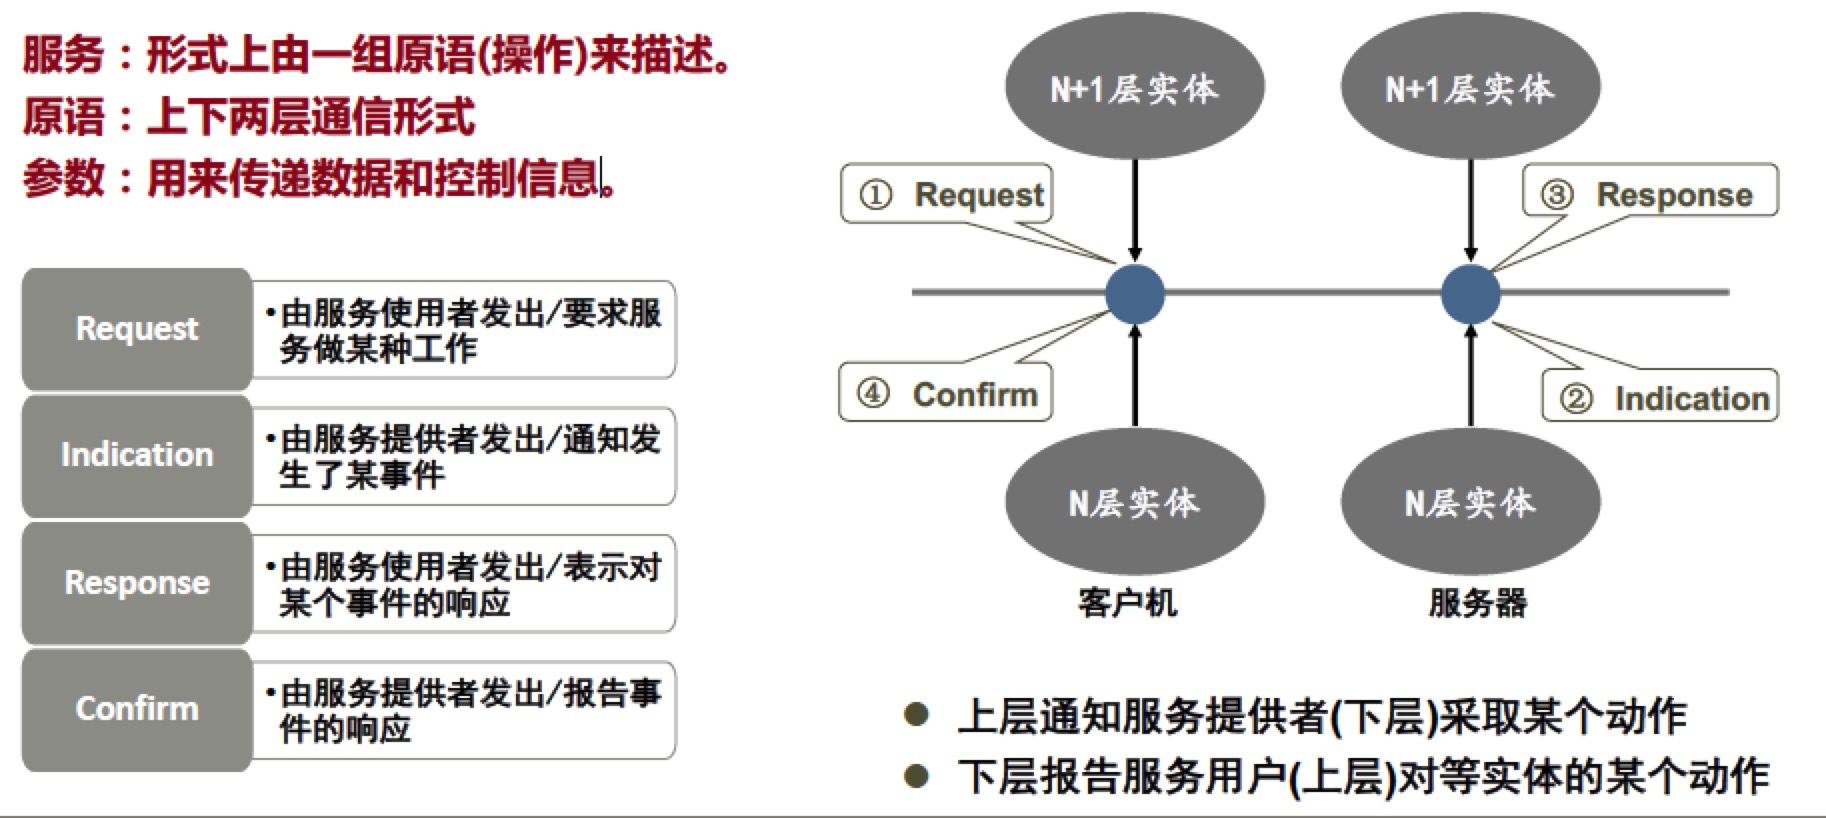 服务：形式上由一组原语(操作)来描述。
原语：上下两层通信形式
参数：用来传递数据和控制信息。
Request
•由服务使用者发出/要求服
务做某种工作
Indication
•由服务提供者发出/通知发
生了某事件
Response
•由服务使用者发出/表示对
某个事件的响应
Confirm
•由服务提供者发出/报告事
件的响应
N+1层实体
N+1层实体
① Request
③ Response
④ Confirm
② Indication
N层实体
N层实体
客户机
服务器
● 上层通知服务提供者(下层)采取某个动作
● 下层报告服务用户(上层)对等实体的某个动作